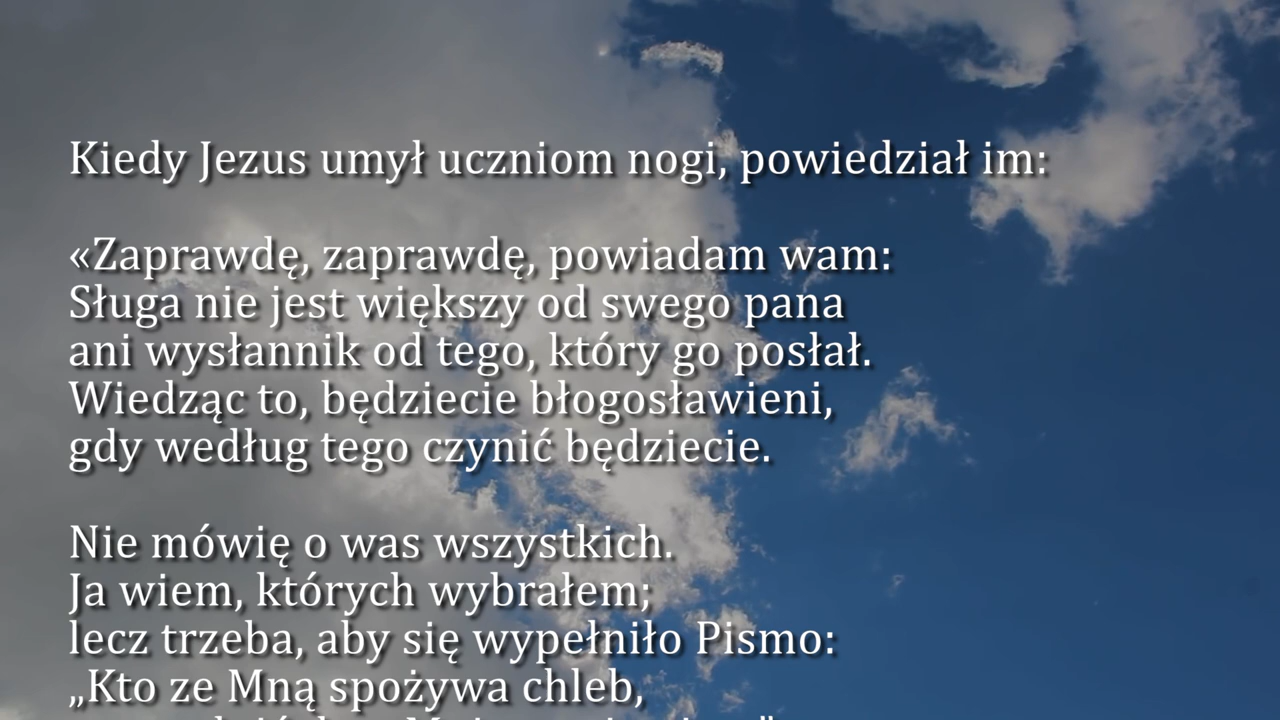 Kiedy Jezus umył uczniom nogi, powiedział im:
«Zaprawdę, zaprawdę, powiadam wam:
Sługa nie jest większy od swego pana
ani wysłannik od tego, który go posłał.
Wiedząc to, będziecie błogosławieni,
gdy według tego czynić będziecie.
Nie mówię o was wszystkich.
Ja wiem, których wybrałem;
lecz trzeba, aby się wypełniło Pismo:
„Kto ze Mną spożywa chleb,